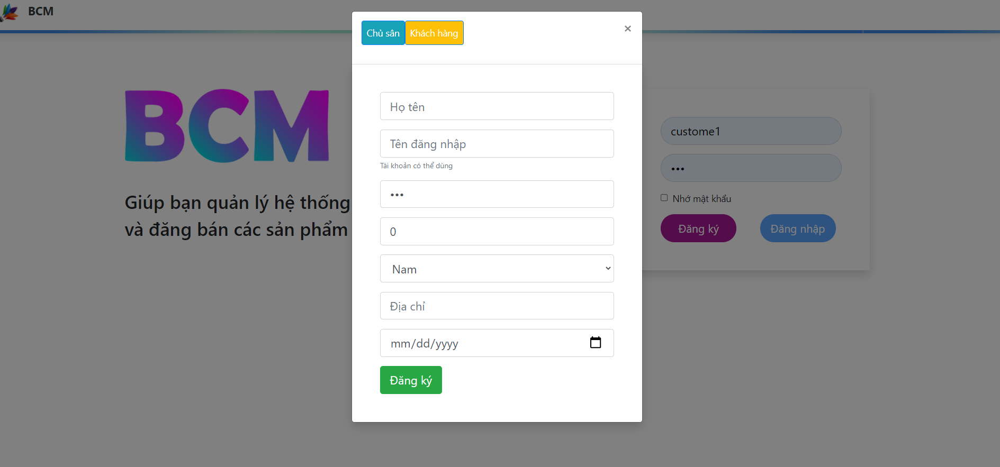 BCM
Chủ sân
Khách hàng
×
BCM
Giúp bạn quản lý hệ thống
và đăng bán các sản phẩm
Họ tên
Tên đăng nhập
Tài khoản có thể dùng
•••
0
Nam
Địa chỉ
mm/dd/yyyy
Đăng ký
custome1
•••
Nhớ mật khẩu
Đăng ký
Đăng nhập